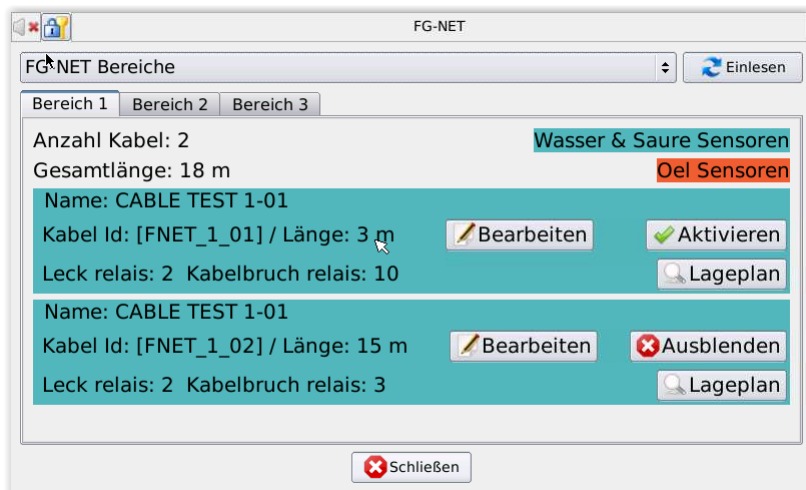 FG-NET
FG-NET Bereiche
Einlesen
Bereich 1 Bereich 2 Bereich 3
Anzahl Kabel: 2
Wasser & Saure Sensoren
Gesamtlänge: 18 m
Oel Sensoren
Name: CABLE TEST 1-01
Kabel Id: [FNET_1_01] / Länge: 3 m
Bearbeiten
Aktivieren
Leck relais: 2 Kabelbruch relais: 10
Lageplan
Name: CABLE TEST 1-01
Kabel Id: [FNET_1_02] / Länge: 15 m
Bearbeiten
Ausblenden
Leck relais: 2 Kabelbruch relais: 3
Lageplan
Schließen